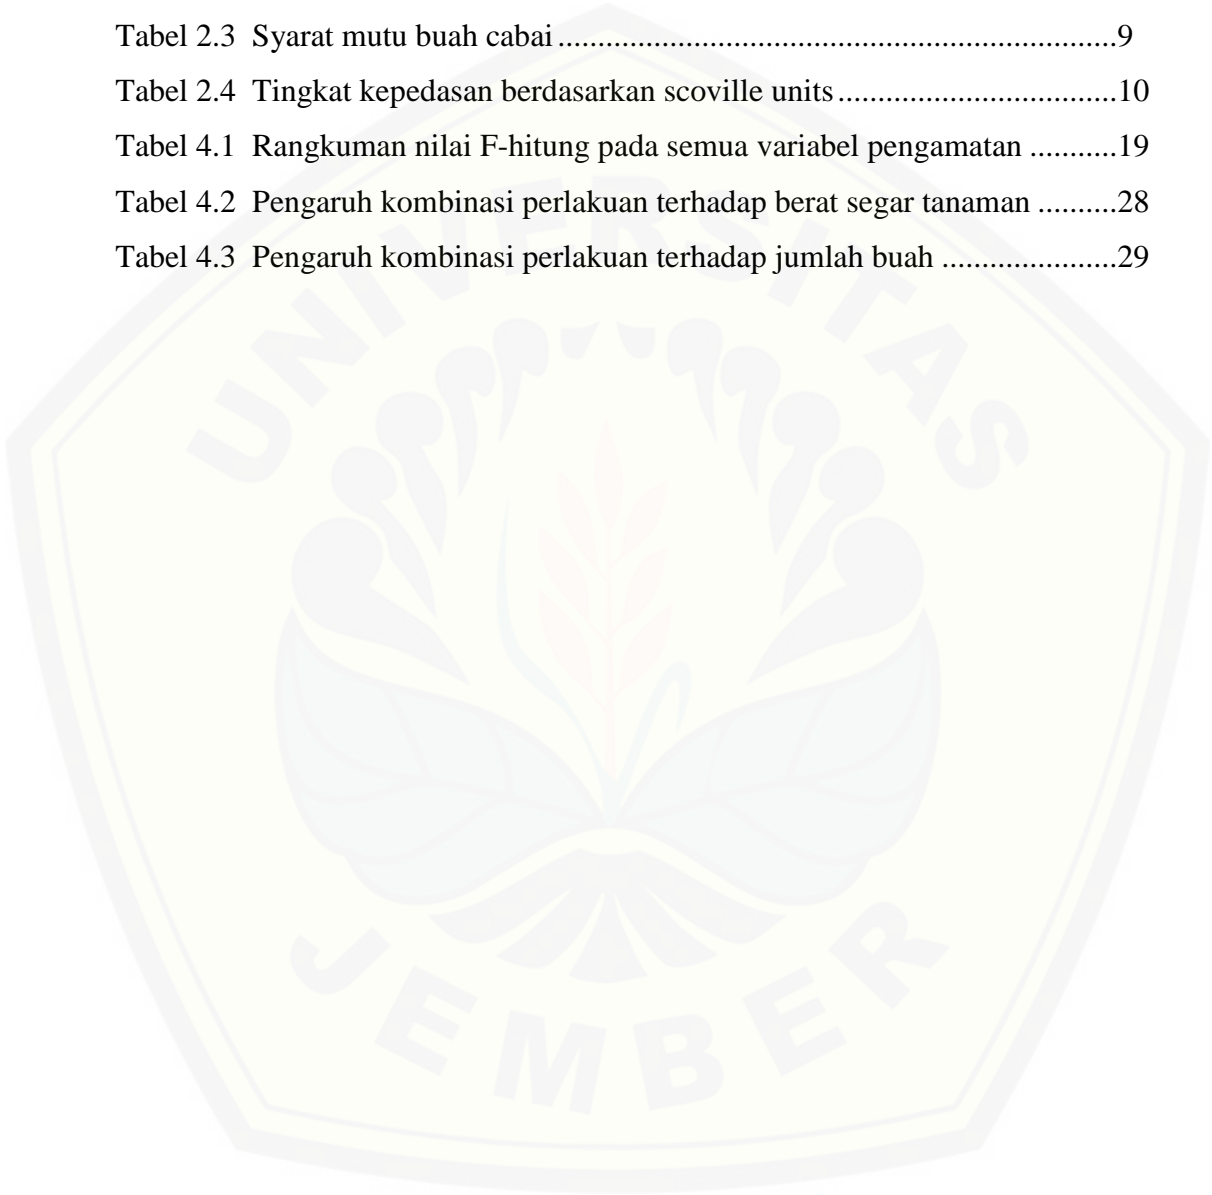 Tabel 2.3 Syarat mutu buah cabai.......................................................................9
Tabel 2.4 Tingkat kepedasan berdasarkan scoville units...................................10
Tabel 4.1 Rangkuman nilai F-hitung pada semua variabel pengamatan ...........19
Tabel 4.2 Pengaruh kombinasi perlakuan terhadap berat segar tanaman ..........28
Tabel 4.3 Pengaruh kombinasi perlakuan terhadap jumlah buah ......................29
UNIVERSITAS
JEMBER